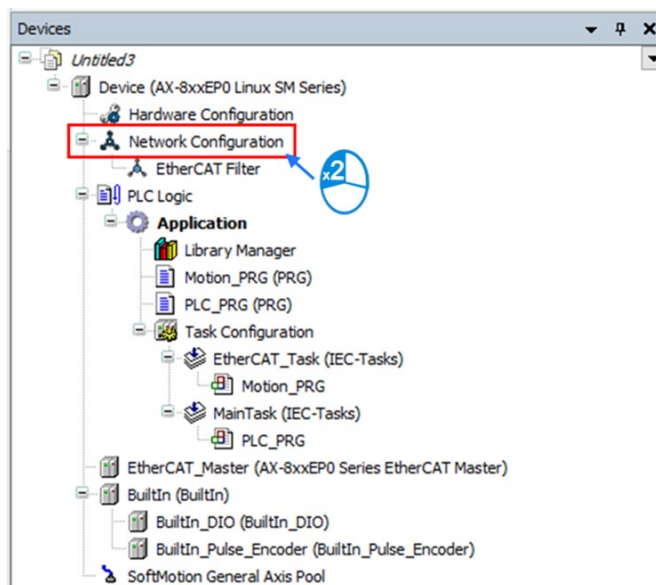 Devices
Untitled3
Device (AX-8xxEP0 Linux SM Series)
Hardware Configuration
Network Configuration
EtherCAT Filter
x2
PLC Logic
Application
Library Manager
Motion_PRG (PRG)
PLC_PRG (PRG)
Task Configuration
EtherCAT_Task (IEC-Tasks)
Motion_PRG
MainTask (IEC-Tasks)
PLC_PRG
EtherCAT_Master (AX-8xxEP0 Series EtherCAT Master)
BuiltIn (BuiltIn)
BuiltIn_DIO (BuiltIn_DIO)
BuiltIn_Pulse_Encoder (BuiltIn_Pulse_Encoder)
SoftMotion General Axis Pool